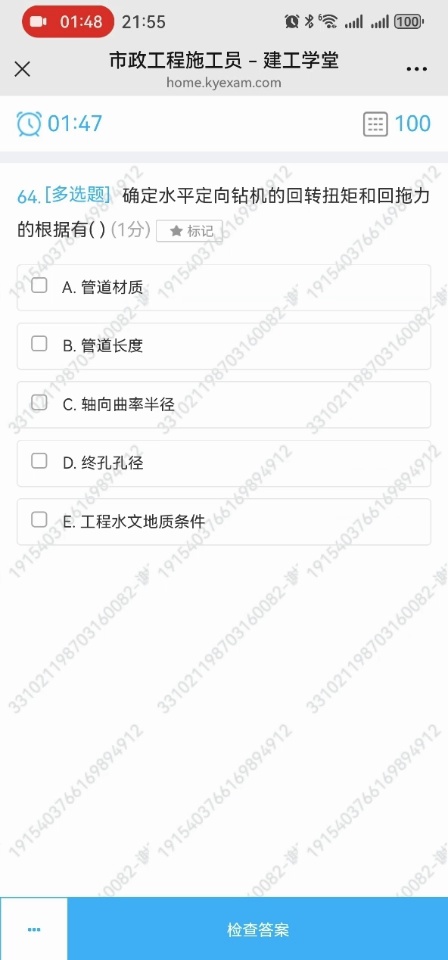 01:48 21:55 100
市政工程施工员 – 建工学堂
home.kyexam.com
01:47 100
64. [多选题] 确定水平定向钻机的回转扭矩和回拖力
的根据有( ) (1分) ★ 标记
A. 管道材质
B. 管道长度
C. 轴向曲率半径
D. 终孔孔径
E. 工程水文地质条件
检查答案